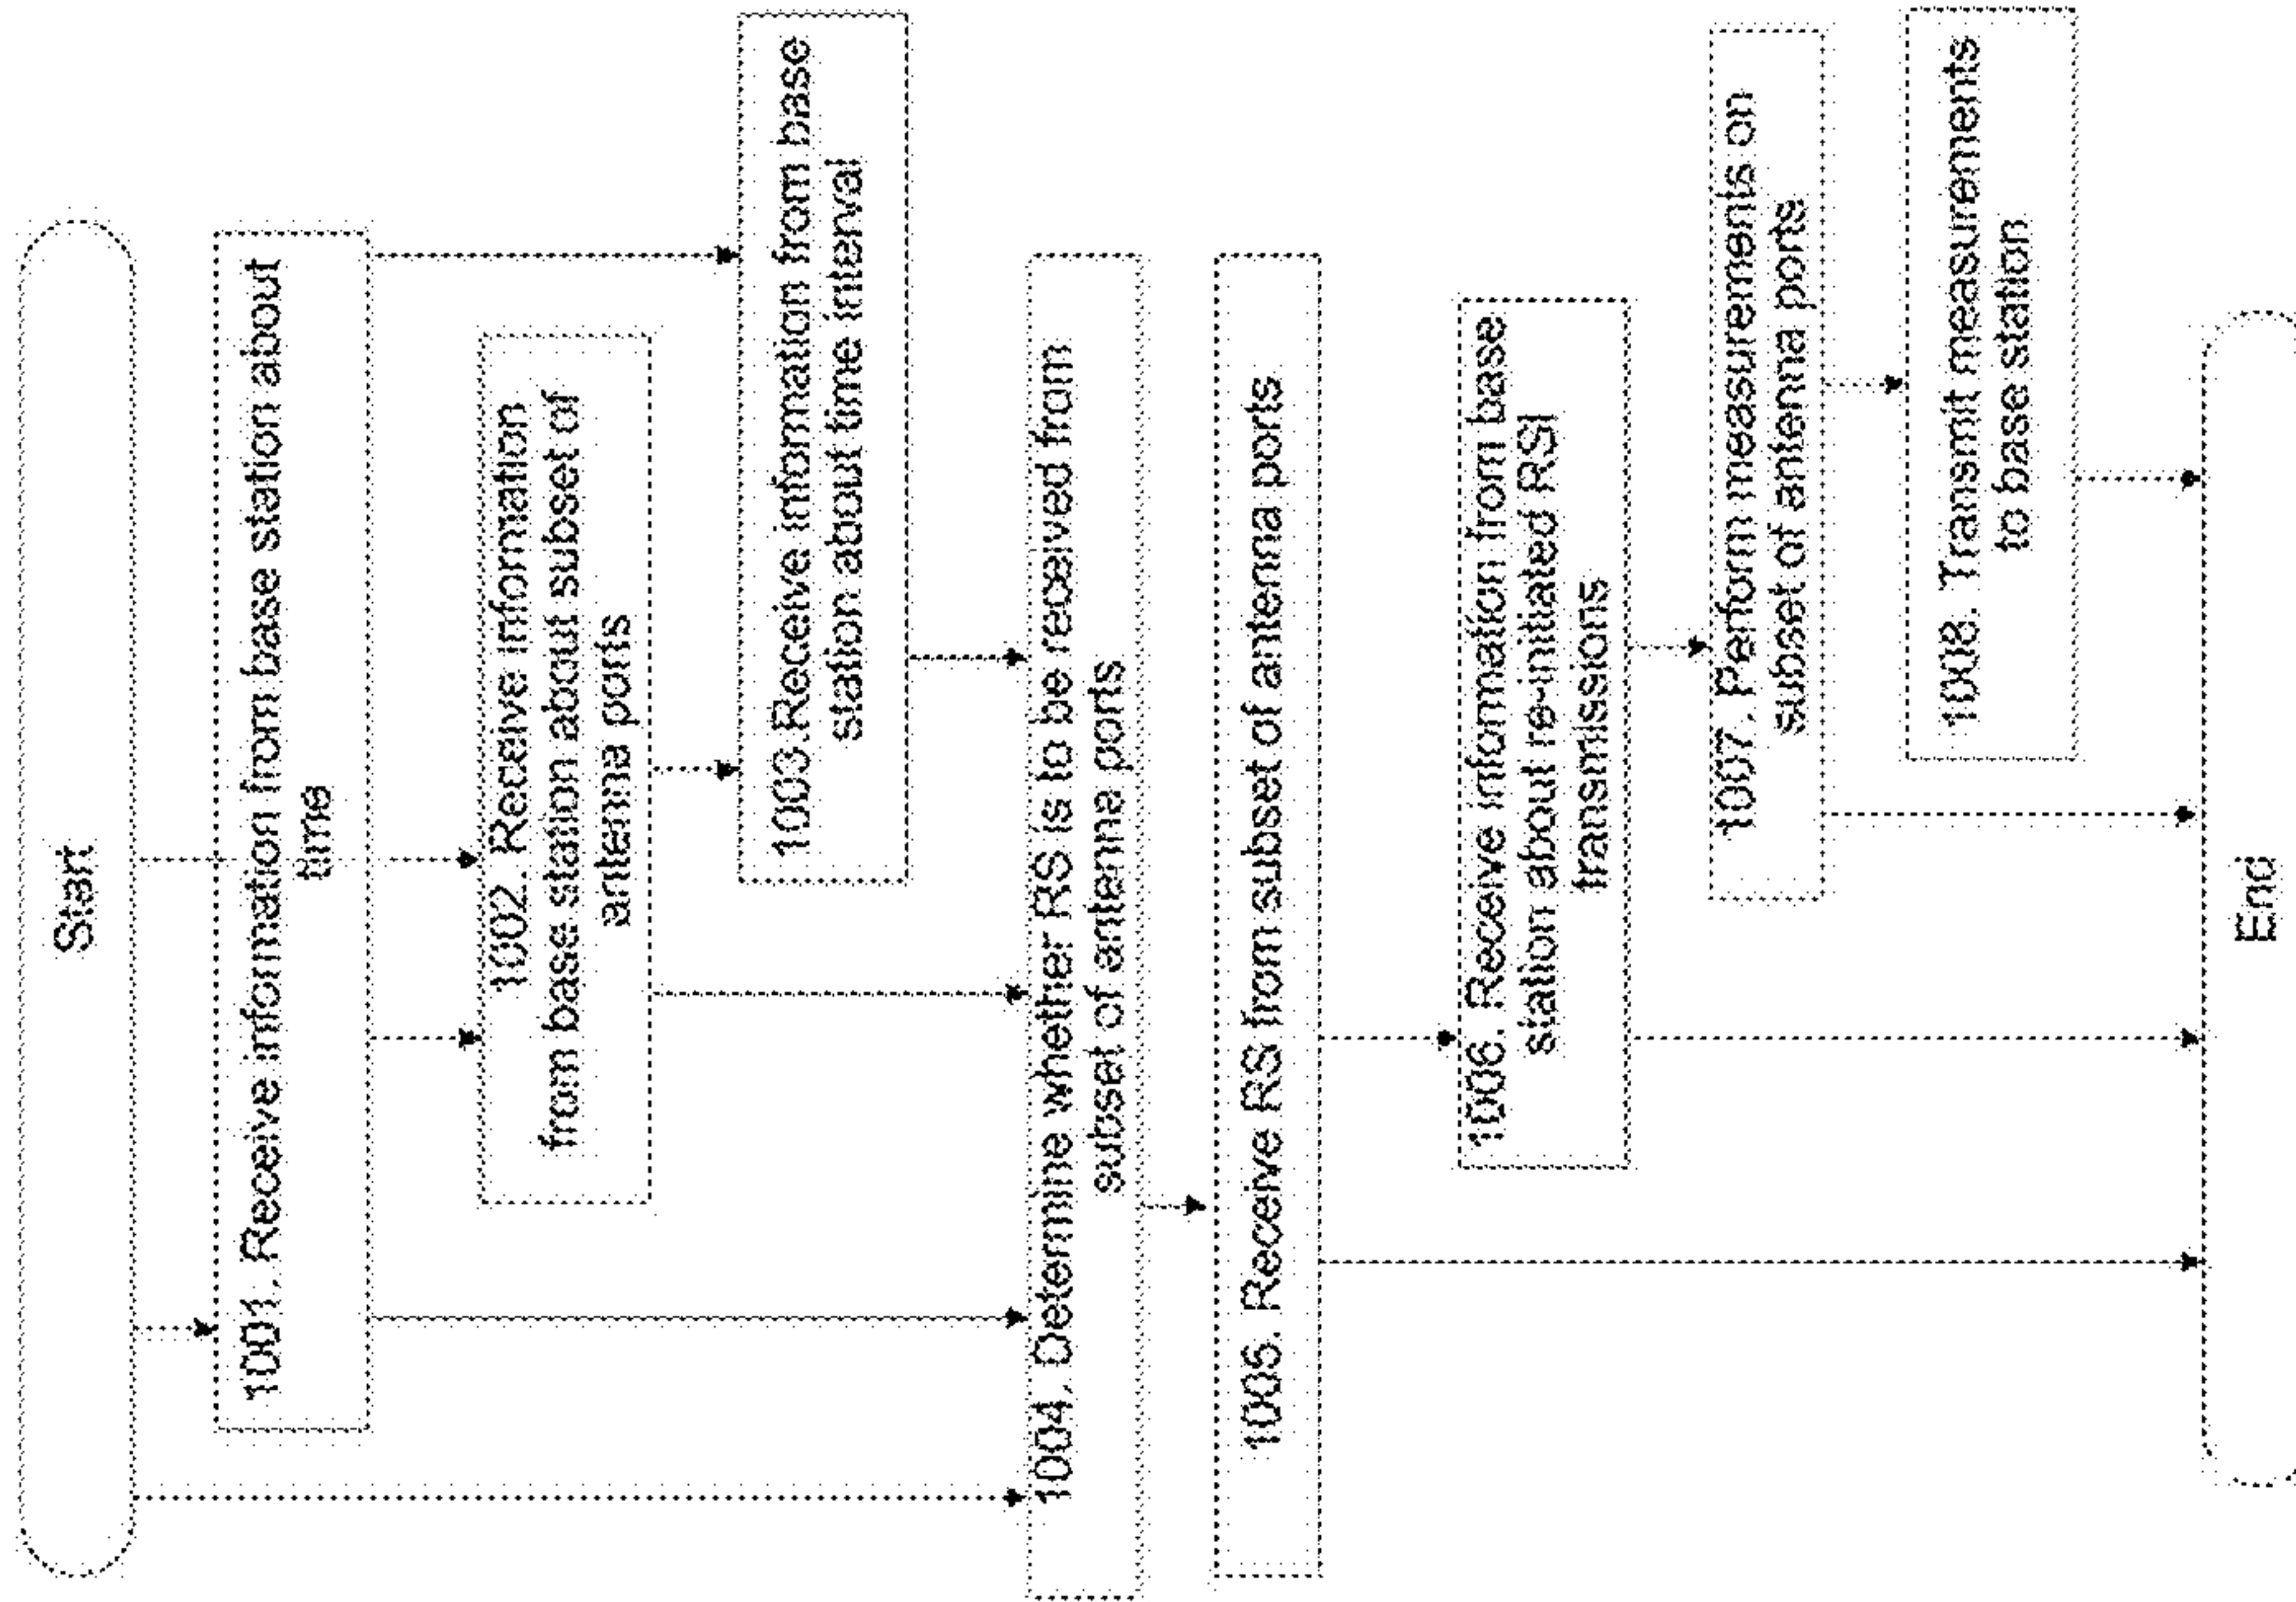 Start
1001. Receive information from base station about
time
1002. Receive information
from base station about subset of
antenna ports
1003.Receive information from base
station about time interval
1004. Determine whether RS is to be received from
subset of antenna ports
1005. Receive RS from subset of antenna ports
1006. Receive information from base
station about re-initiated RSI
transmissions
1007. Perform measurements on
subset of antenna ports
1008. Transmit measurements
to base station
End